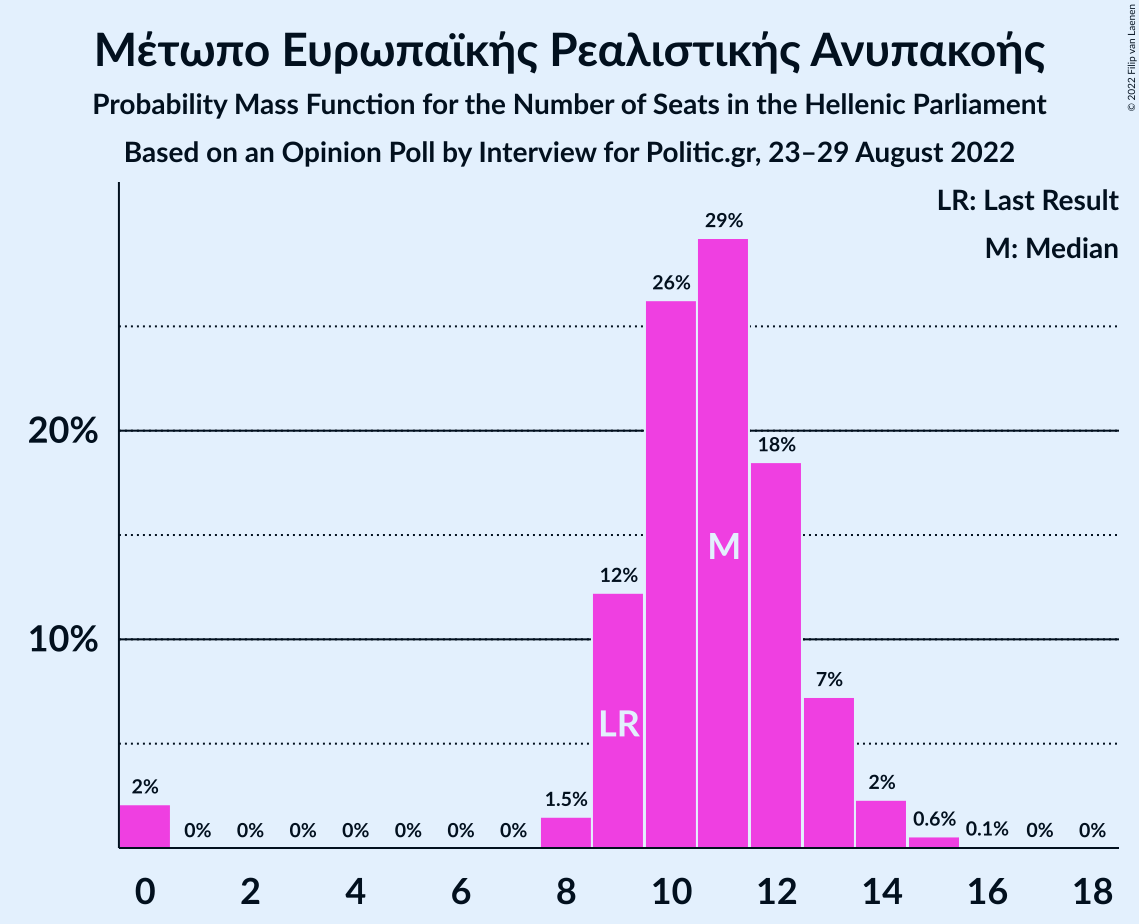 Μέτωπο Ευρωπαϊκής Ρεαλιστικής Ανυπακοής
Probability Mass Function for the Number of Seats in the Hellenic Parliament
Based on an Opinion Poll by Interview for Politic.gr, 23–29 August 2022
© 2022 Filip van Laenen
LR: Last Result
M: Median
20%
10%
2%
0%
0%
0%
0%
0%
0%
0%
1.5%
12%
26%
29%
18%
7%
2%
0.6%
0.1%
0%
0%
LR
M
0 2 4 6 8 10 12 14 16 18